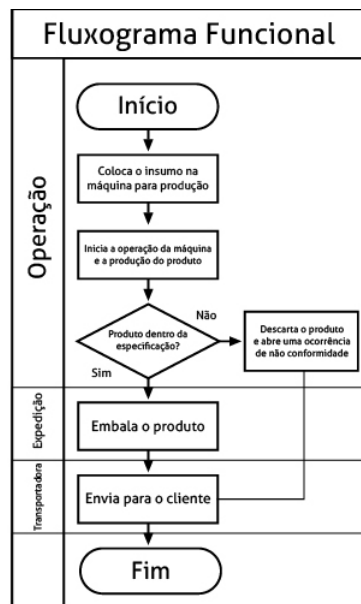 Fluxograma Funcional
Operação
Início
Coloca o insumo na
máquina para produção
Inicia a operação da máquina
e a produção do produto
Produto dentro da
especificação?
Não
Sim
Descarta o produto
e abre uma ocorrência
de não conformidade
Expedição
Embala o produto
Transportadora
Envia para o cliente
Fim